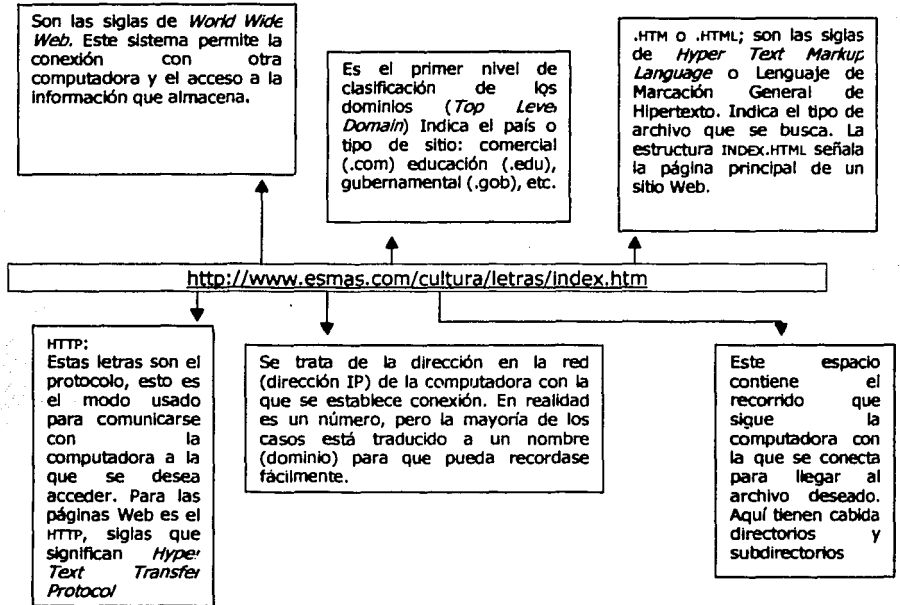 Son las siglas de World Wide
Web. Este sistema permite la
conexión con otra
computadora y el acceso a la
información que almacena.
Es el primer nivel de
clasificación de los
dominios (Top Level
Domain) Indica el país o
tipo de sitio: comercial
(.com) educación (.edu),
gubernamental (.gob), etc.
.HTM o .HTML; son las siglas
de Hyper Text Markup
Language o Lenguaje de
Marcación General de
Hipertexto. Indica el tipo de
archivo que se busca. La
estructura INDEX.HTML señala
la página principal de un
sitio Web.
http://www.esmas.com/cultura/letras/index.htm
HTTP:
Estas letras son el
protocolo, esto es
el modo usado
para comunicarse
con la
computadora a la
que se desea
acceder. Para las
páginas Web es el
HTTP, siglas que
significan Hyper
Text Transfer
Protocol
Se trata de la dirección en la red
(dirección IP) de la computadora con la
que se establece conexión. En realidad
es un número, pero la mayoría de los
casos está traducido a un nombre
(dominio) para que pueda recordase
fácilmente.
Este espacio
contiene el
recorrido que
sigue la
computadora con
la que se conecta
para llegar al
archivo deseado.
Aquí tienen cabida
directorios y
subdirectorios